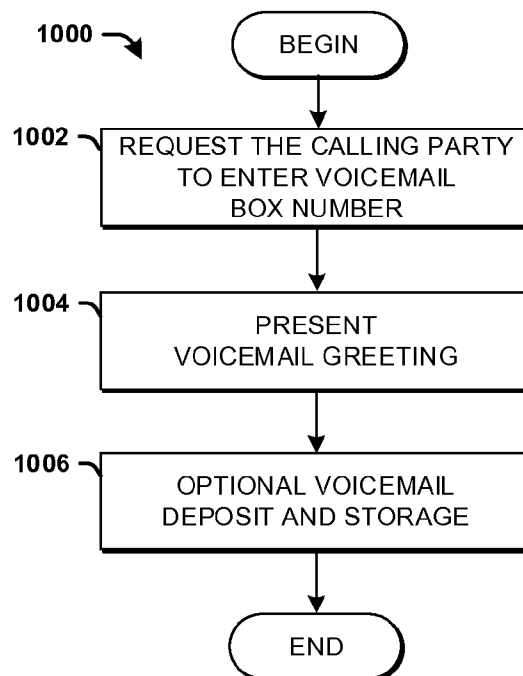 1000
BEGIN
1002
REQUEST THE CALLING PARTY
TO ENTER VOICEMAIL
BOX NUMBER
1004
PRESENT
VOICEMAIL GREETING
1006
OPTIONAL VOICEMAIL
DEPOSIT AND STORAGE
END